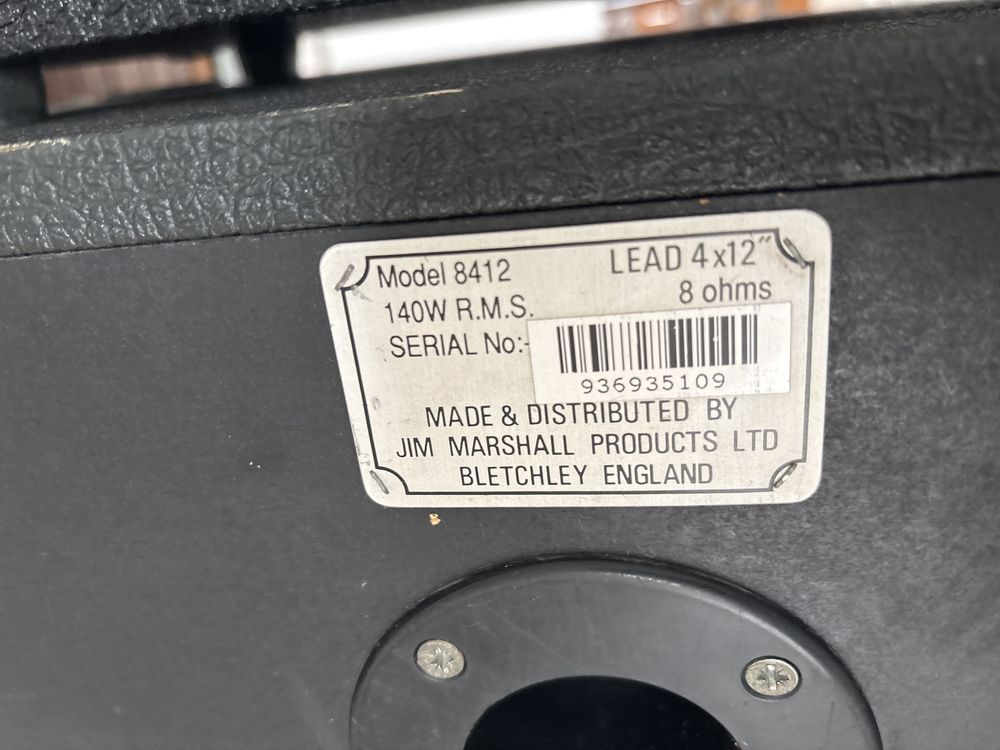 Model 8412 LEAD 4x12"
140W R.M.S. 8 ohms
SERIAL No:-
936935109
MADE & DISTRIBUTED BY
JIM MARSHALL PRODUCTS LTD
BLETCHLEY ENGLAND